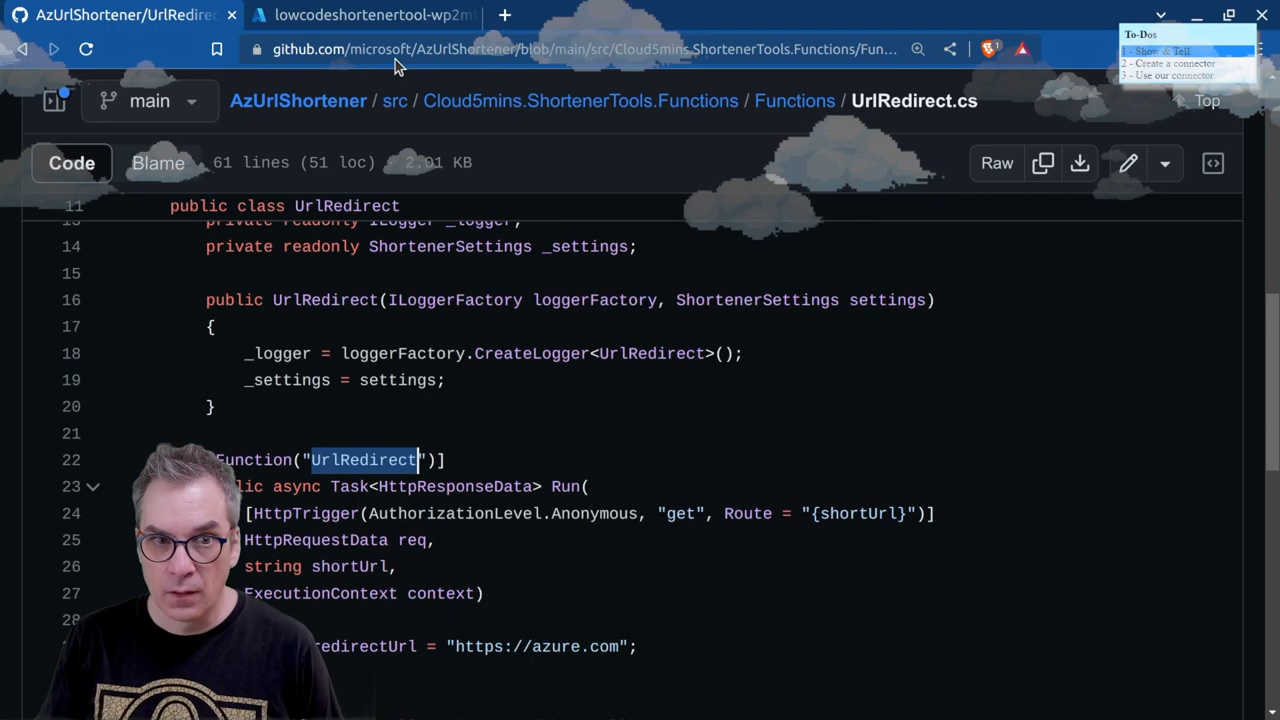 AzUrlShortener/UrlRedire
lowcodeshortenertool-wp2m
github.com/microsoft/AzUrlShortener/blob/main/src/Cloud5mins.ShortenerTools.Functions/Fun...
1
To-Dos
1 - Show & Tell
2 - Create a connector
3 - Use our connector
main
AzUrlShortener / src / Cloud5mins.ShortenerTools.Functions / Functions / UrlRedirect.cs
Top
Code
Blame
61 lines (51 loc) · 2.01 KB
Raw
11 public class UrlRedirect
private readonly ILogger _logger;
14 private readonly ShortenerSettings _settings;
15
16 public UrlRedirect(ILoggerFactory loggerFactory, ShortenerSettings settings)
17 {
18 _logger = loggerFactory.CreateLogger<UrlRedirect>();
19 _settings = settings;
20 }
21
22 Function("UrlRedirect")]
23 async Task<HttpResponseData> Run(
24 [HttpTrigger(AuthorizationLevel.Anonymous, "get", Route = "{shortUrl}")]
25 HttpRequestData req,
26 string shortUrl,
27 ExecutionContext context)
28
redirectUrl = "https://azure.com";